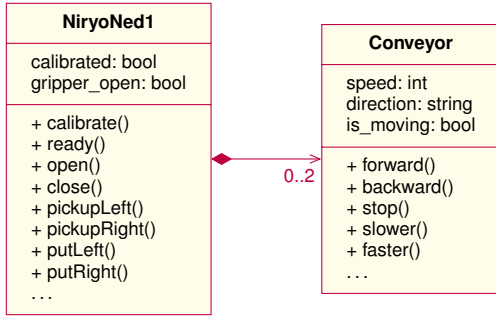 NiryoNed1
calibrated: bool
gripper_open: bool
+ calibrate()
+ ready()
+ open()
+ close()
+ pickupLeft()
+ pickupRight()
+ putLeft()
+ putRight()
. . .
0..2
Conveyor
speed: int
direction: string
is_moving: bool
+ forward()
+ backward()
+ stop()
+ slower()
+ faster()
. . .